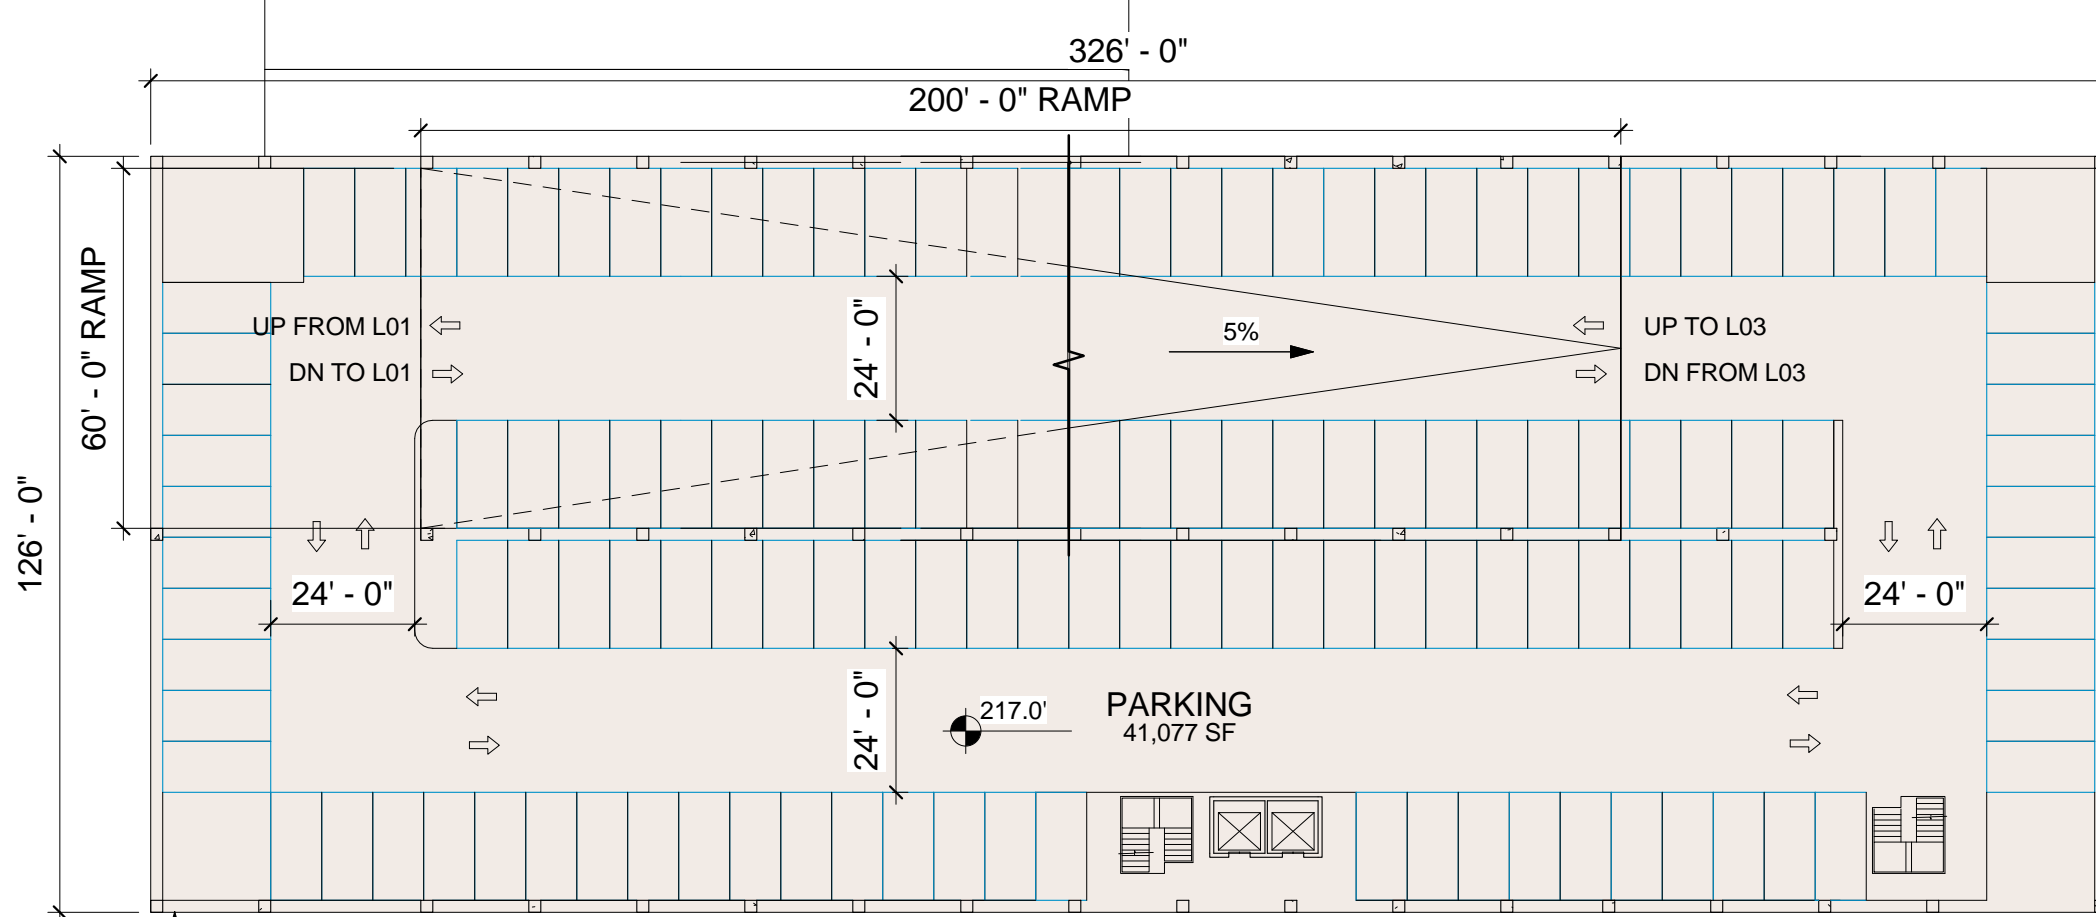 326' - 0"
200' - 0" RAMP
60' - 0" RAMP
126' - 0"
UP FROM L01
DN TO L01
24' - 0"
5%
UP TO L03
DN FROM L03
24' - 0"
24' - 0"
24' - 0"
217.0'
PARKING
41,077 SF